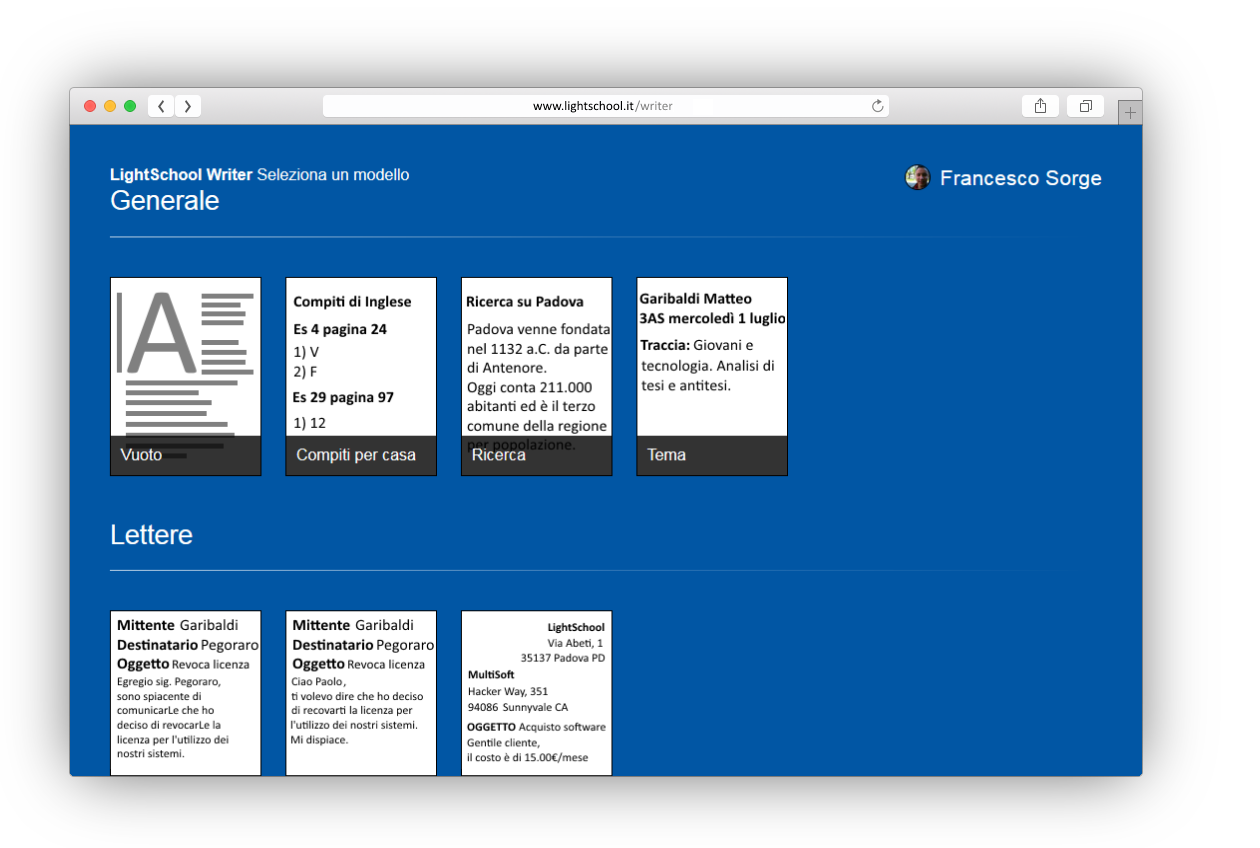 www.lightschool.it/writer
LightSchool Writer Seleziona un modello
Francesco Sorge
Generale
A
Vuoto
Compiti di Inglese
Es 4 pagina 24
1) V
2) F
Es 29 pagina 97
1) 12
Compiti per casa
Ricerca su Padova
Padova venne fondata
nel 1132 a.C. da parte
di Antenore.
Oggi conta 211.000
abitanti ed è il terzo
comune della regione
per popolazione.
Ricerca
Garibaldi Matteo
3AS mercoledì 1 luglio
Traccia: Giovani e
tecnologia. Analisi di
tesi e antitesi.
Tema
Lettere
Mittente Garibaldi
Destinatario Pegoraro
Oggetto Revoca licenza
Egregio sig. Pegoraro,
sono spiacente di
comunicarLe che ho
deciso di revocarLe la
licenza per l'utilizzo dei
nostri sistemi.
Mittente Garibaldi
Destinatario Pegoraro
Oggetto Revoca licenza
Ciao Paolo,
ti volevo dire che ho deciso
di recovarti la licenza per
l'utilizzo dei nostri sistemi.
Mi dispiace.
LightSchool
Via Abeti, 1
35137 Padova PD
MultiSoft
Hacker Way, 351
94086 Sunnyvale CA
OGGETTO Acquisto software
Gentile cliente,
il costo è di 15.00€/mese